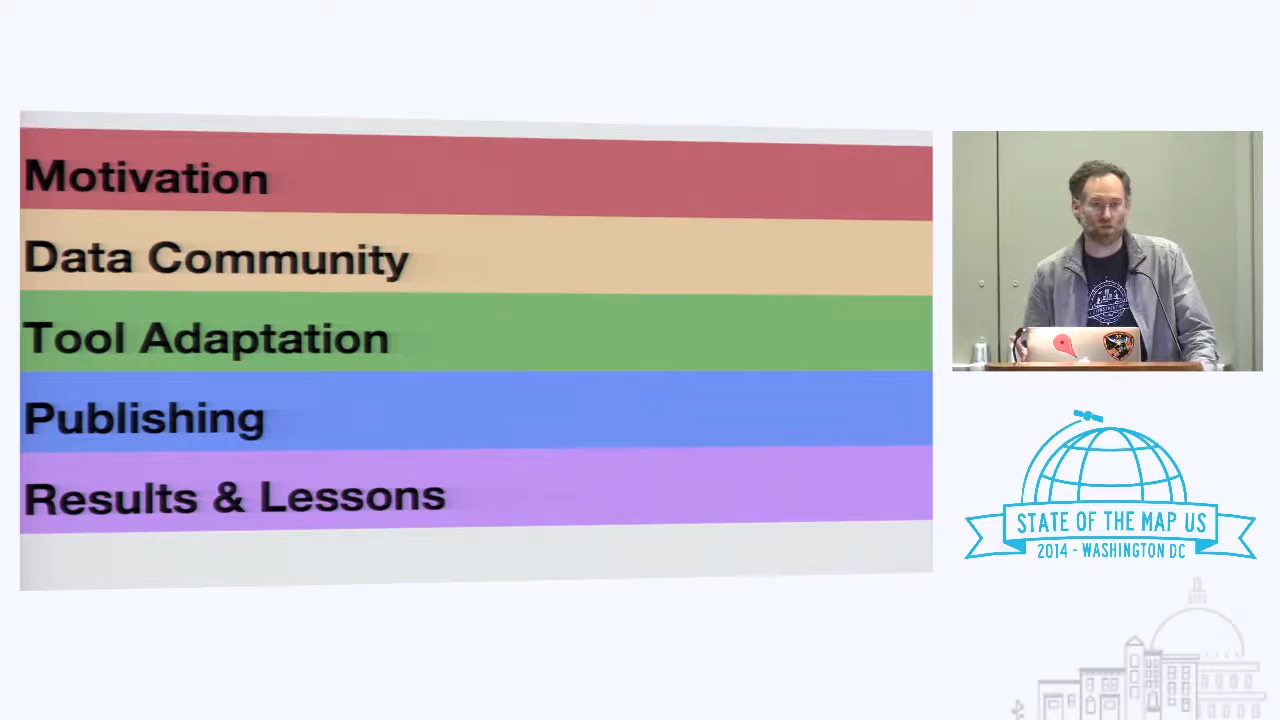 Motivation
Data Community
Tool Adaptation
Publishing
Results & Lessons
STATE OF THE MAP US
2014 - WASHINGTON DC